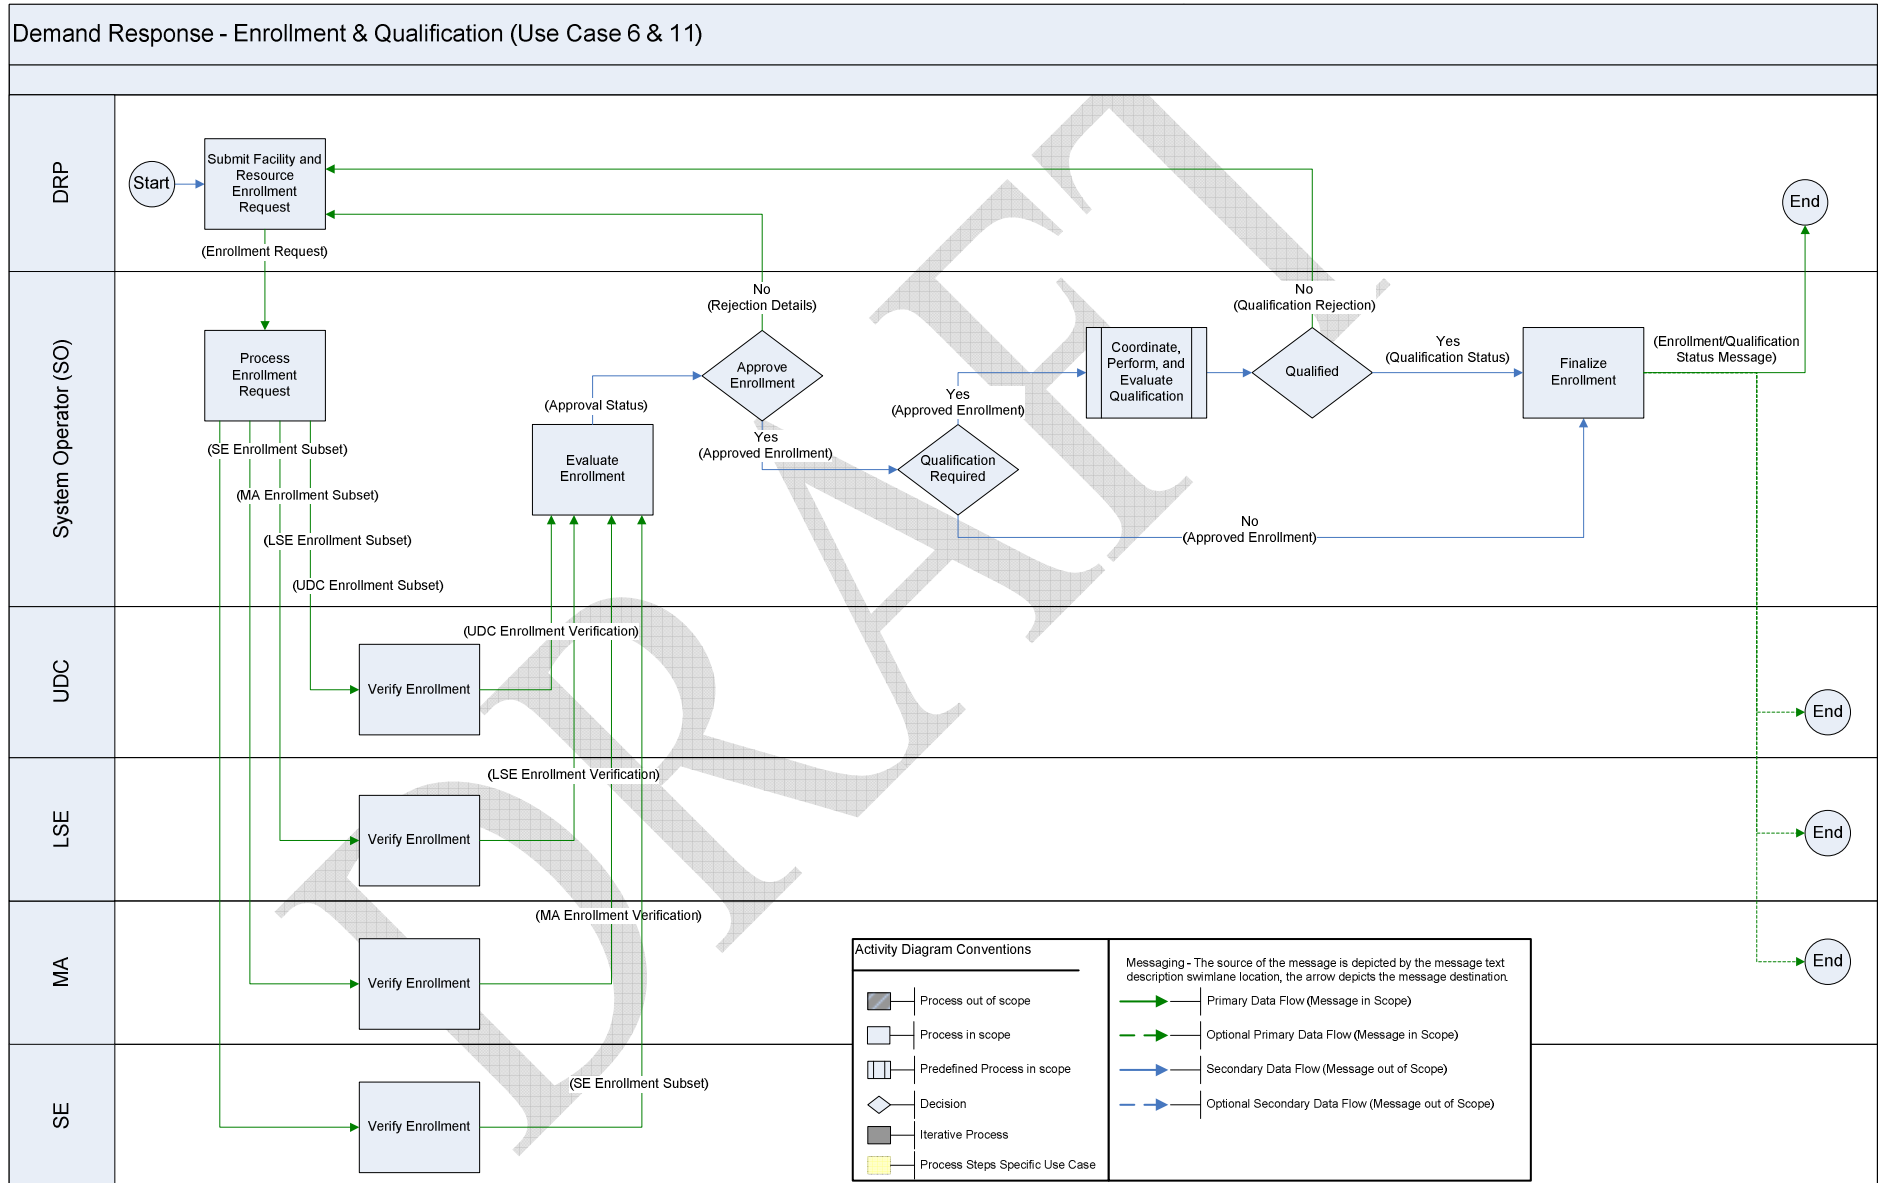 Demand Response - Enrollment & Qualification (Use Case 6 & 11)
DRP
Start
Submit Facility and
Resource
Enrollment
Request
(Enrollment Request)
End
System Operator (SO)
Process
Enrollment
Request
(SE Enrollment Subset)
(MA Enrollment Subset)
(LSE Enrollment Subset)
(UDC Enrollment Subset)
Evaluate
Enrollment
(Approval Status)
Approve
Enrollment
No
(Rejection Details)
Yes
(Approved Enrollment)
Qualification
Required
Yes
(Approved Enrollment)
No
(Approved Enrollment)
Coordinate,
Perform, and
Evaluate
Qualification
Qualified
No
(Qualification Rejection)
Yes
(Qualification Status)
Finalize
Enrollment
(Enrollment/Qualification
Status Message)
UDC
Verify Enrollment
(UDC Enrollment Verification)
End
LSE
Verify Enrollment
(LSE Enrollment Verification)
End
MA
Verify Enrollment
(MA Enrollment Verification)
End
SE
Verify Enrollment
(SE Enrollment Subset)
Activity Diagram Conventions
Process out of scope
Process in scope
Predefined Process in scope
Decision
Iterative Process
Process Steps Specific Use Case
Messaging - The source of the message is depicted by the message text
description swimlane location, the arrow depicts the message destination.
Primary Data Flow (Message in Scope)
Optional Primary Data Flow (Message in Scope)
Secondary Data Flow (Message out of Scope)
Optional Secondary Data Flow (Message out of Scope)
DRAFT